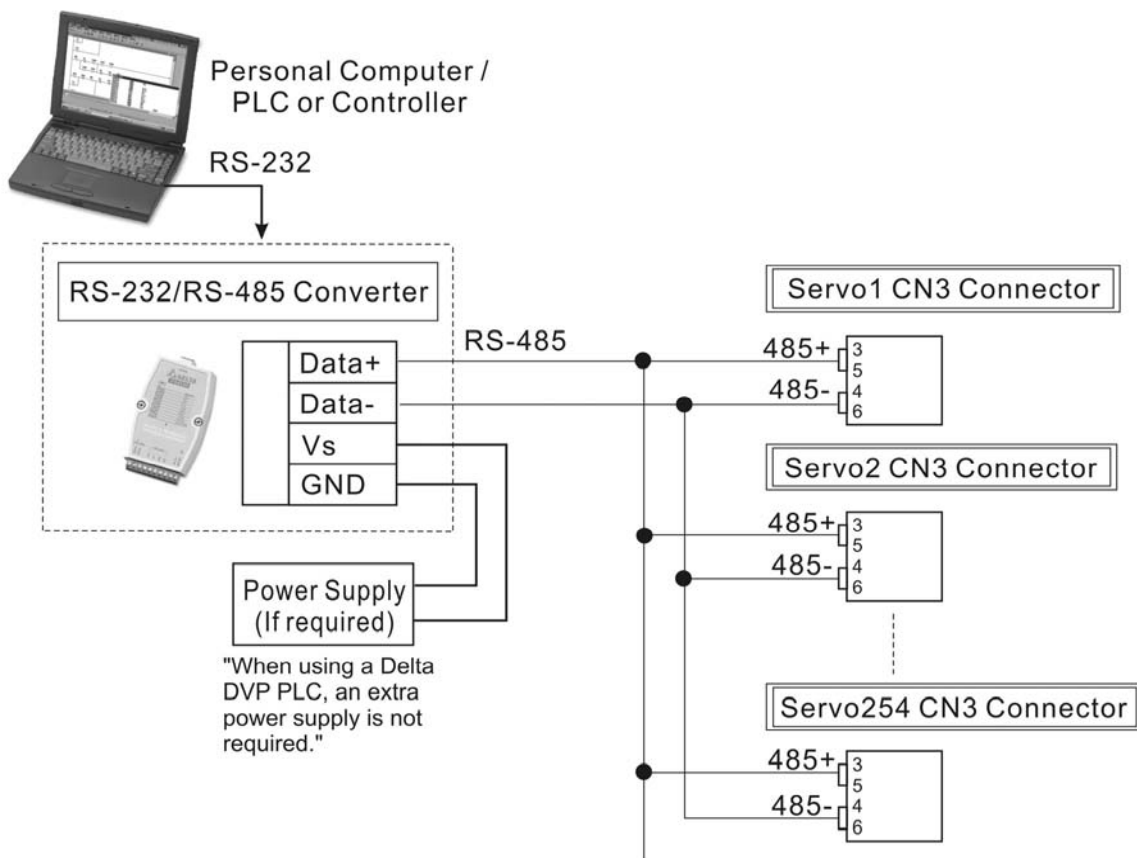 Personal Computer /
PLC or Controller
RS-232
RS-232/RS-485 Converter
Data+
Data-
Vs
GND
RS-485
Power Supply
(If required)
"When using a Delta
DVP PLC, an extra
power supply is not
required."
Servo1 CN3 Connector
485+
3
5
485-
4
6
Servo2 CN3 Connector
485+
3
5
485-
4
6
Servo254 CN3 Connector
485+
3
5
485-
4
6